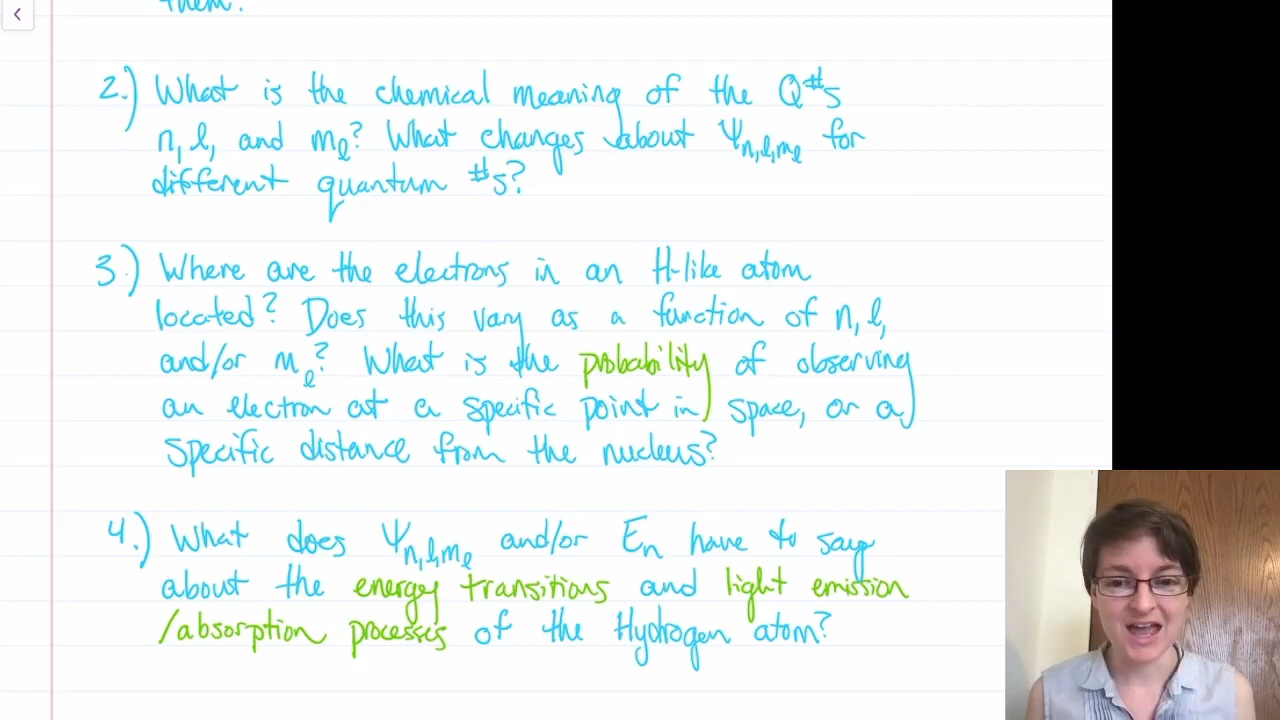 them?
2.) What is the chemical meaning of the Q#s
n, l, and mₗ? What changes about Ψn,l,mₗ for
different quantum #s?
3.) Where are the electrons in an H-like atom
located? Does this vary as a function of n, l,
and/or mₗ? What is the probability of observing
an electron at a specific point in space, or a
specific distance from the nucleus?
4.) What does Ψn,l,mₗ and/or En have to say
about the energy transitions and light emission
/absorption processes of the Hydrogen atom?